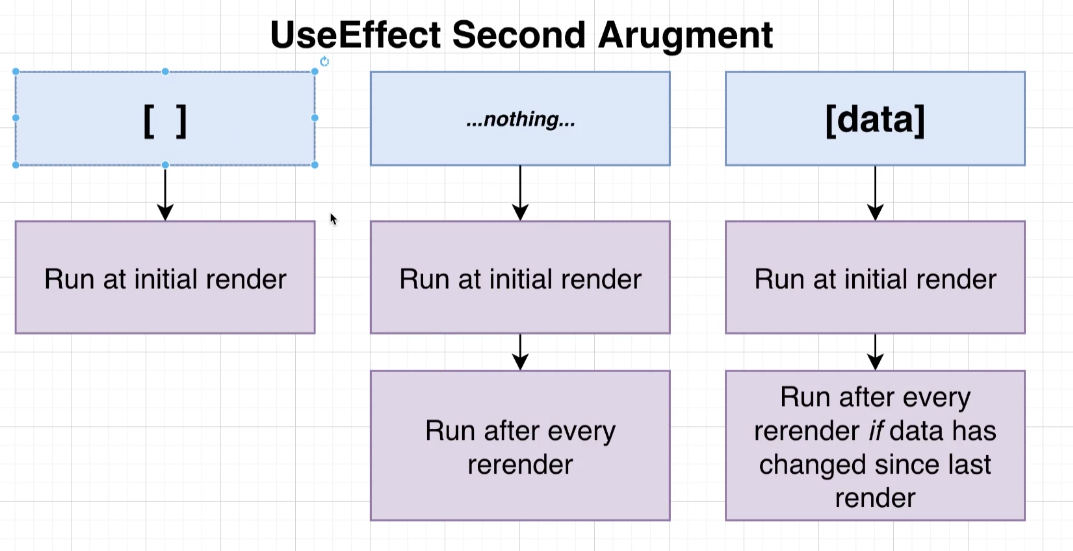 UseEffect Second Arugment
[ ]
...nothing...
[data]
Run at initial render
Run at initial render
Run at initial render
Run after every
rerender
Run after every
rerender if data has
changed since last
render